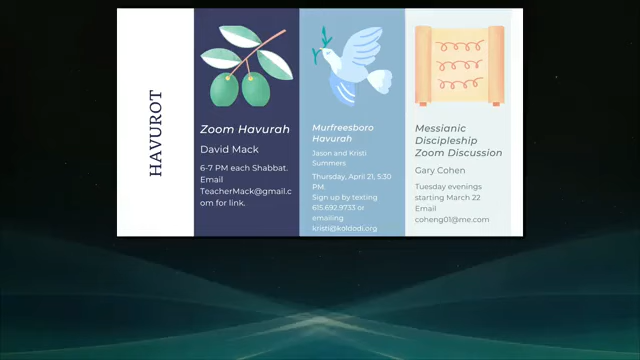 HAVUROT
Zoom Havurah
David Mack
6-7 PM each Shabbat.
Email
TeacherMack@gmail.c
om for link.
Murfreesboro
Havurah
Jason and Kristi
Summers
Thursday, April 21, 5:30
PM.
Sign up by texting
615.692.9733 or
emailing
kristi@koldodi.org
Messianic
Discipleship
Zoom Discussion
Gary Cohen
Tuesday evenings
starting March 22
Email
coheng01@me.com